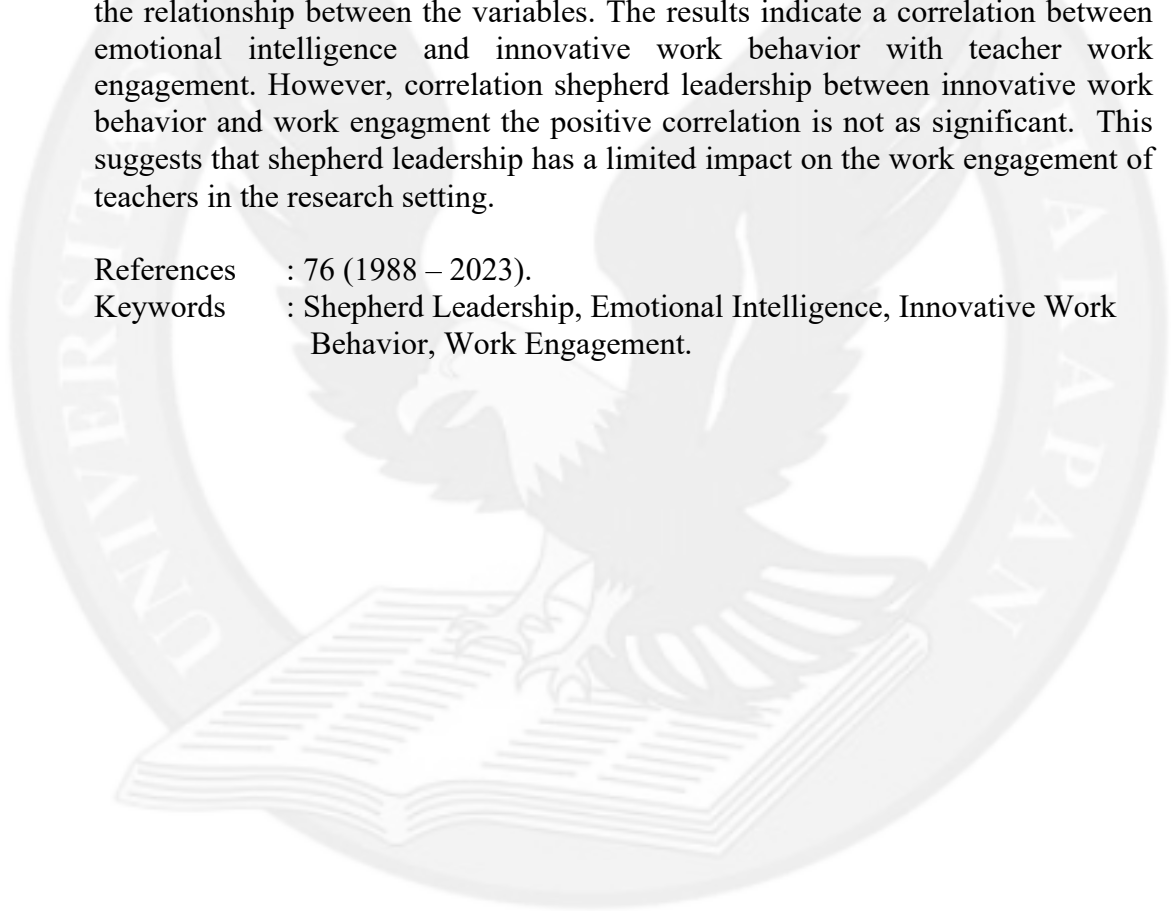 the relationship between the variables. The results indicate a correlation between
emotional intelligence and innovative work behavior with teacher work
engagement. However, correlation shepherd leadership between innovative work
behavior and work engagment the positive correlation is not as significant. This
suggests that shepherd leadership has a limited impact on the work engagement of
teachers in the research setting.
References : 76 (1988 – 2023).
Keywords : Shepherd Leadership, Emotional Intelligence, Innovative Work
Behavior, Work Engagement.
UNIVERSITA
HARAPAN